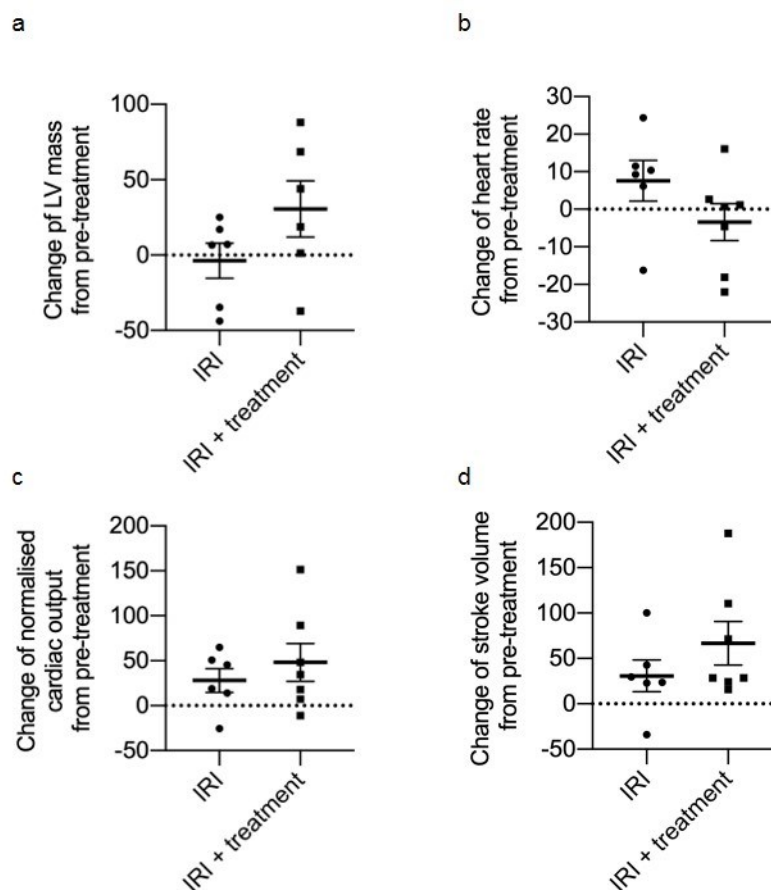 a
Change pf LV mass
from pre-treatment
100
50
0
-50
IRI
IRI + treatment
b
Change of heart rate
from pre-treatment
30
20
10
0
-10
-20
-30
IRI
IRI + treatment
c
Change of normalised
cardiac output
from pre-treatment
200
150
100
50
0
-50
IRI
IRI + treatment
d
Change of stroke volume
from pre-treatment
200
150
100
50
0
-50
IRI
IRI + treatment